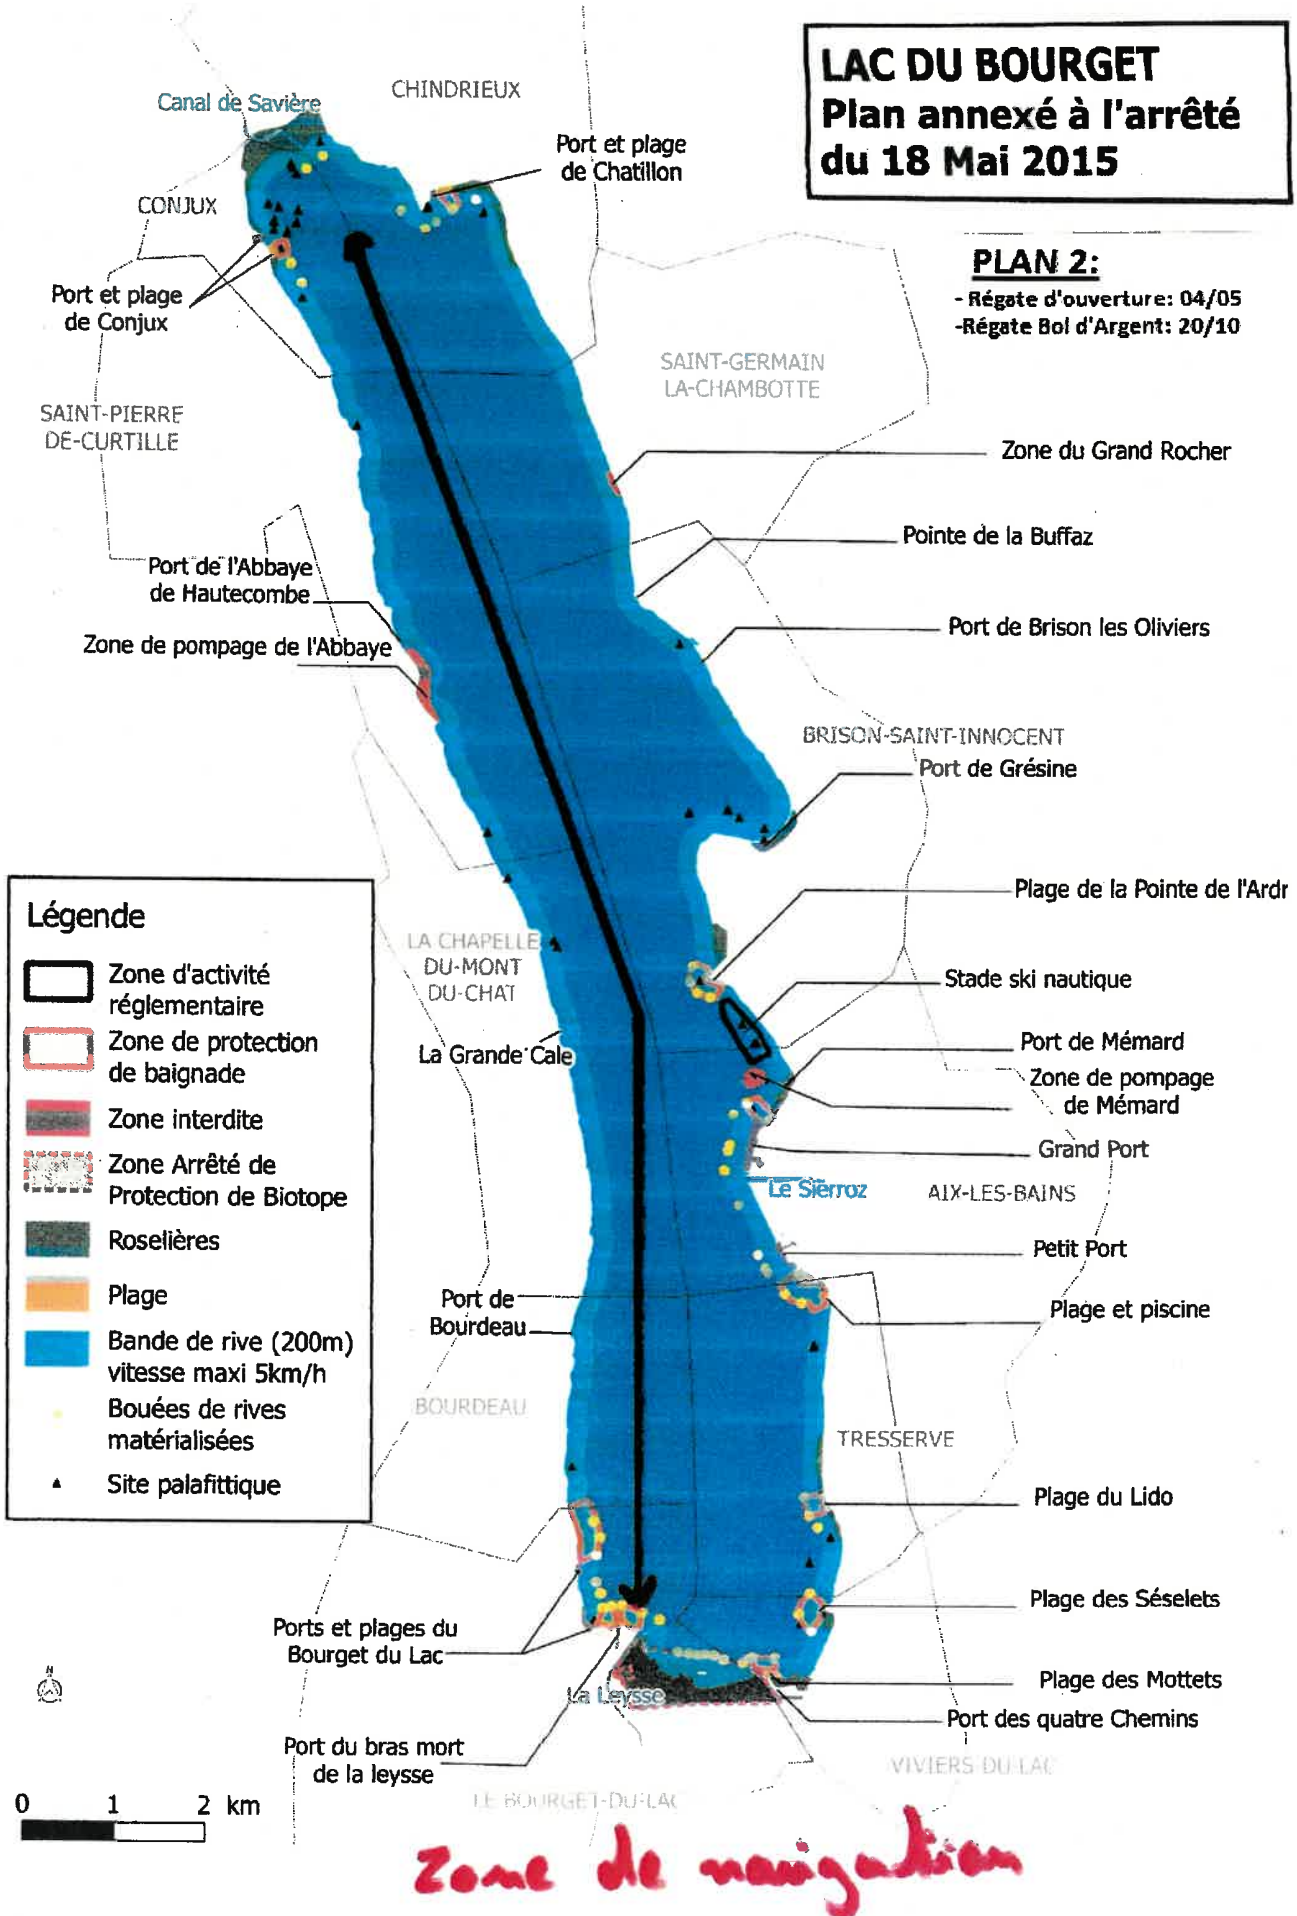 LAC DU BOURGET
Plan annexé à l'arrêté
du 18 Mai 2015
PLAN 2:
- Régate d'ouverture: 04/05
-Régate Bol d'Argent: 20/10
Canal de Savière
CHINDRIEUX
Port et plage
de Chatillon
CONJUX
Port et plage
de Conjux
SAINT-GERMAIN
LA-CHAMBOTTE
SAINT-PIERRE
DE-CURTILLE
Zone du Grand Rocher
Pointe de la Buffaz
Port de l'Abbaye
de Hautecombe
Port de Brison les Oliviers
Zone de pompage de l'Abbaye
BRISON-SAINT-INNOCENT
Port de Grésine
Plage de la Pointe de l'Ardr
LA CHAPELLE
DU-MONT
DU-CHAT
Stade ski nautique
La Grande Cale
Port de Mémard
Zone de pompage
de Mémard
Grand Port
Le Sierroz
AIX-LES-BAINS
Petit Port
Port de
Bourdeau
Plage et piscine
BOURDEAU
TRESSERVE
Plage du Lido
Plage des Séselets
Ports et plages du
Bourget du Lac
Plage des Mottets
La Leysse
Port des quatre Chemins
Port du bras mort
de la leysse
VIVIERS DU-LAC
LE BOURGET-DU-LAC
Légende
Zone d'activité
réglementaire
Zone de protection
de baignade
Zone interdite
Zone Arrêté de
Protection de Biotope
Roselières
Plage
Bande de rive (200m)
vitesse maxi 5km/h
Bouées de rives
matérialisées
Site palafittique
N
0 1 2 km
Zone de navigation